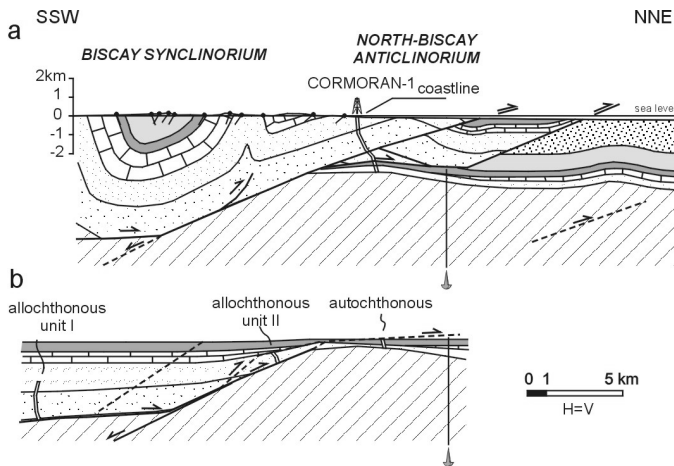 SSW
NNE
a
BISCAY SYNCLINORIUM
NORTH-BISCAY
ANTICLINORIUM
2km
1
0
-1
-2
CORMORAN-1
coastline
sea level
b
allochthonous
unit I
allochthonous
unit II
autochthonous
0 1 5 km
H=V